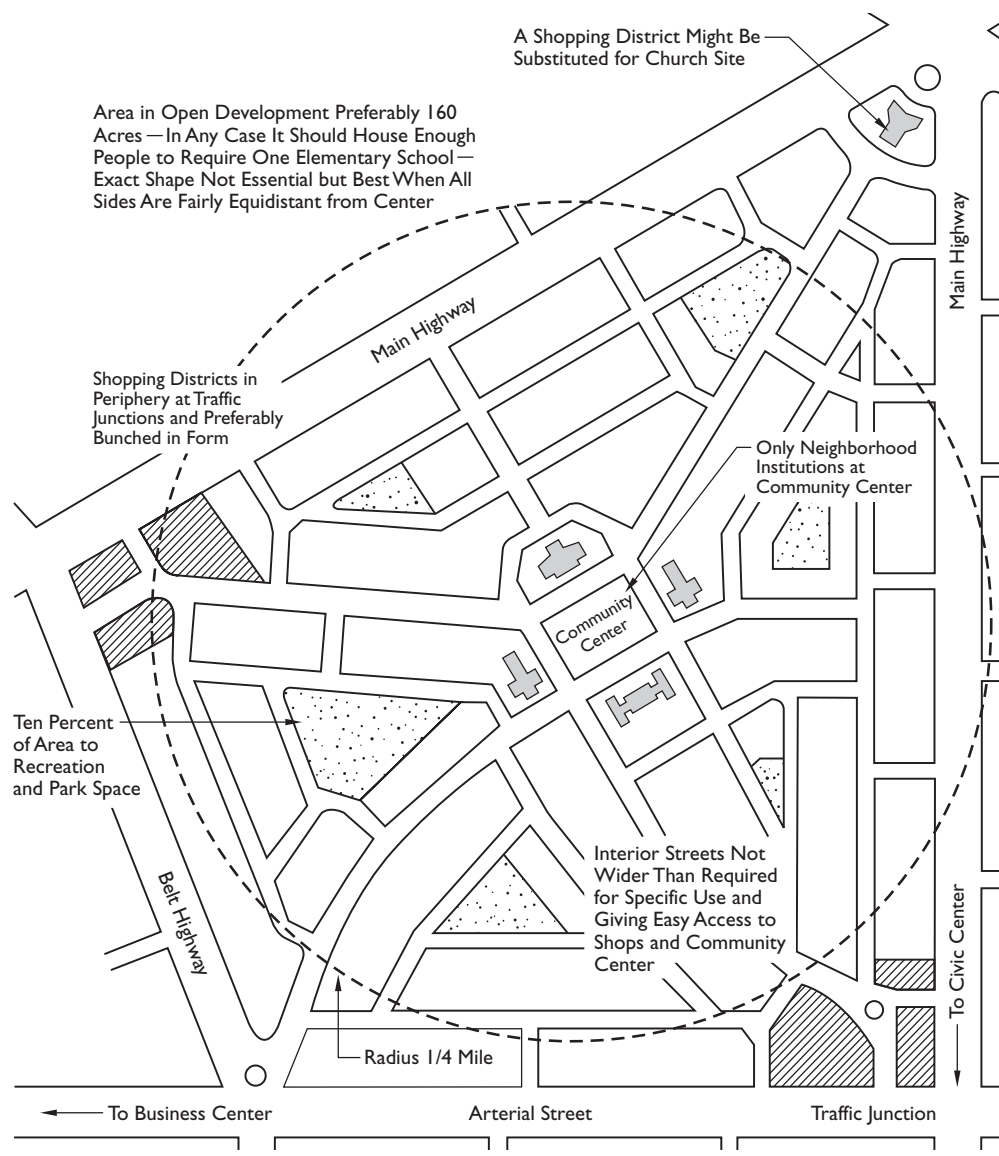 A Shopping District Might Be
Substituted for Church Site
Area in Open Development Preferably 160
Acres—In Any Case It Should House Enough
People to Require One Elementary School—
Exact Shape Not Essential but Best When All
Sides Are Fairly Equidistant from Center
Main Highway
Main Highway
Shopping Districts in
Periphery at Traffic
Junctions and Preferably
Bunched in Form
Only Neighborhood
Institutions at
Community Center
Community
Center
Ten Percent
of Area to
Recreation
and Park Space
Interior Streets Not
Wider Than Required
for Specific Use and
Giving Easy Access to
Shops and Community
Center
Belt Highway
To Civic Center
Radius 1/4 Mile
To Business Center
Arterial Street
Traffic Junction